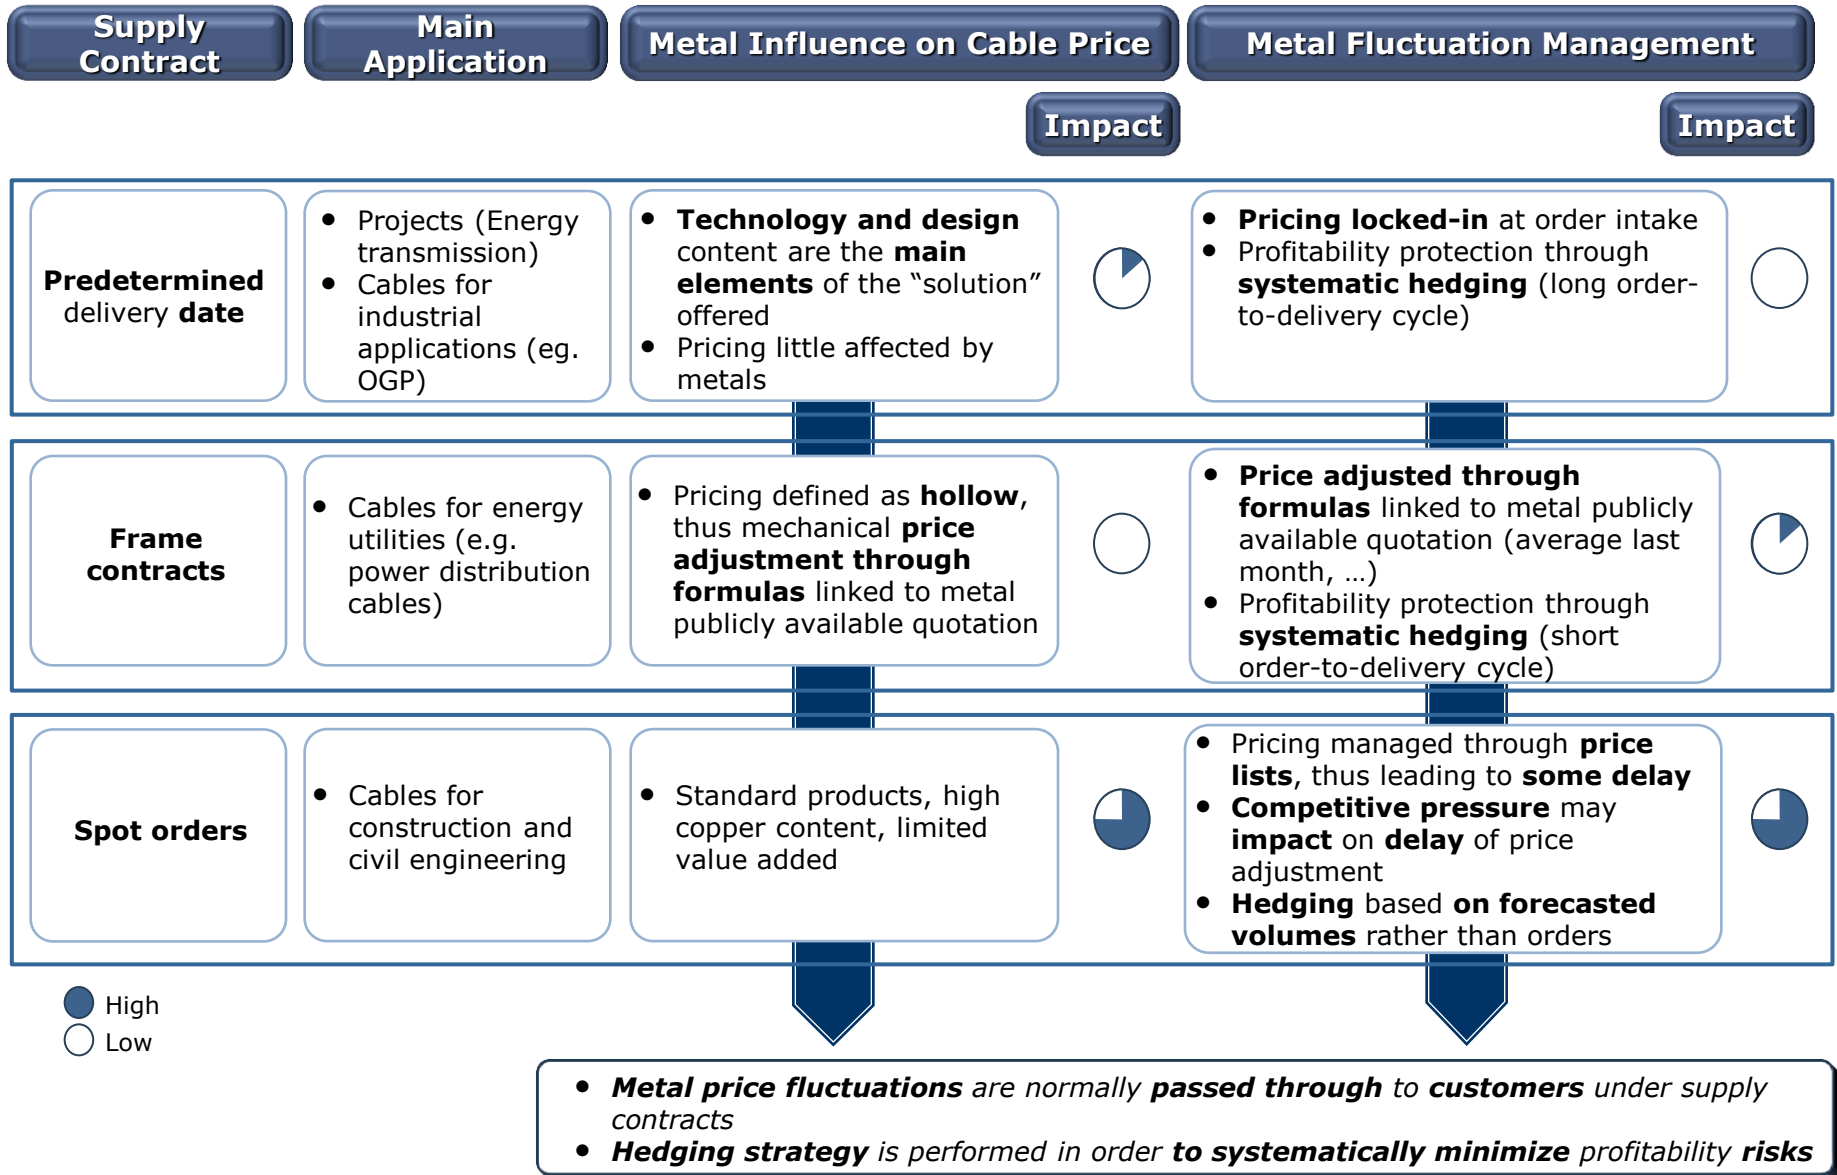 Supply
Contract
Main
Application
Metal Influence on Cable Price
Metal Fluctuation Management
Impact
Impact
Predetermined
delivery date
• Projects (Energy
transmission)
• Cables for
industrial
applications (eg.
OGP)
• Technology and design
content are the main
elements of the “solution”
offered
• Pricing little affected by
metals
• Pricing locked-in at order intake
• Profitability protection through
systematic hedging (long order-
to-delivery cycle)
Frame
contracts
• Cables for energy
utilities (e.g.
power distribution
cables)
• Pricing defined as hollow,
thus mechanical price
adjustment through
formulas linked to metal
publicly available quotation
• Price adjusted through
formulas linked to metal publicly
available quotation (average last
month, …)
• Profitability protection through
systematic hedging (short
order-to-delivery cycle)
Spot orders
• Cables for
construction and
civil engineering
• Standard products, high
copper content, limited
value added
• Pricing managed through price
lists, thus leading to some delay
• Competitive pressure may
impact on delay of price
adjustment
• Hedging based on forecasted
volumes rather than orders
High
Low
• Metal price fluctuations are normally passed through to customers under supply
contracts
• Hedging strategy is performed in order to systematically minimize profitability risks